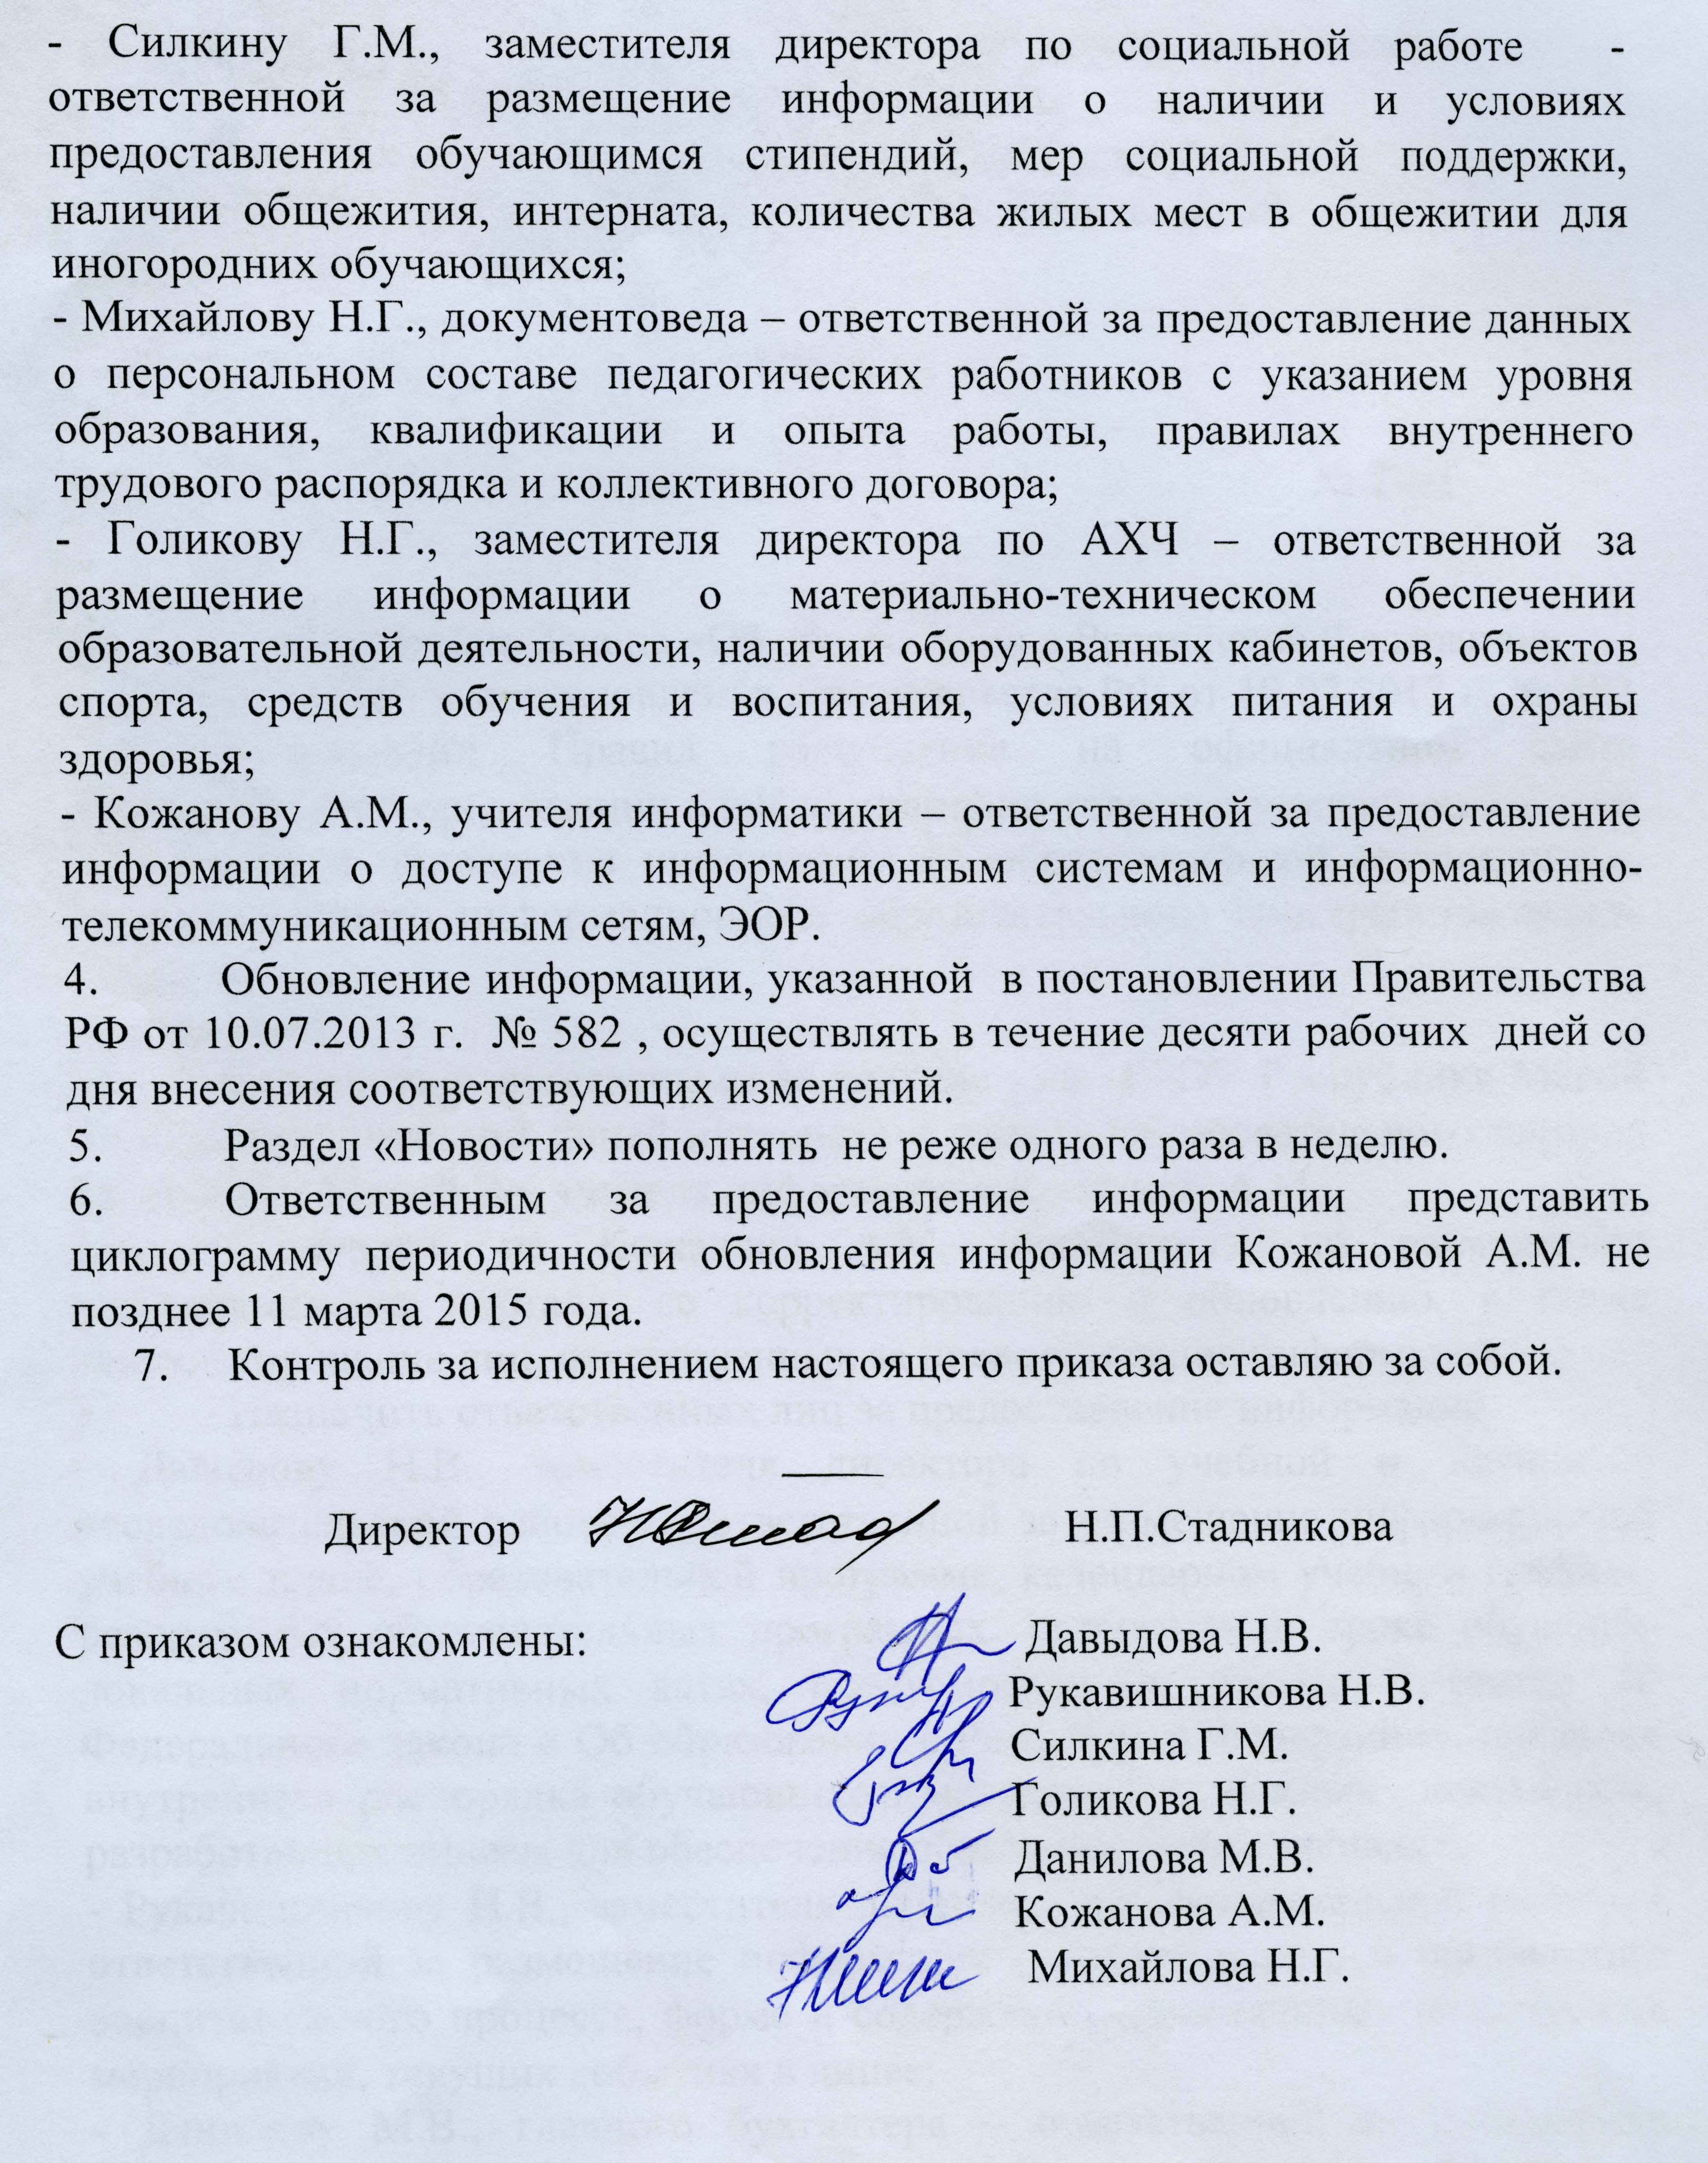 - Силкину Г.М., заместителя директора по социальной работе -
ответственной за размещение информации о наличии и условиях
предоставления обучающимся стипендий, мер социальной поддержки,
наличии общежития, интерната, количества жилых мест в общежитии для
иногородних обучающихся;
- Михайлову Н.Г., документоведа – ответственной за предоставление данных
о персональном составе педагогических работников с указанием уровня
образования, квалификации и опыта работы, правилах внутреннего
трудового распорядка и коллективного договора;
- Голикову Н.Г., заместителя директора по АХЧ – ответственной за
размещение информации о материально-техническом обеспечении
образовательной деятельности, наличии оборудованных кабинетов, объектов
спорта, средств обучения и воспитания, условиях питания и охраны
здоровья;
- Кожанову А.М., учителя информатики – ответственной за предоставление
информации о доступе к информационным системам и информационно-
телекоммуникационным сетям, ЭОР.
4. Обновление информации, указанной в постановлении Правительства
РФ от 10.07.2013 г. № 582 , осуществлять в течение десяти рабочих дней со
дня внесения соответствующих изменений.
5. Раздел «Новости» пополнять не реже одного раза в неделю.
6. Ответственным за предоставление информации представить
циклограмму периодичности обновления информации Кожановой А.М. не
позднее 11 марта 2015 года.
7. Контроль за исполнением настоящего приказа оставляю за собой.
Директор Н.П.Стадникова
С приказом ознакомлены: Давыдова Н.В.
Рукавишникова Н.В.
Силкина Г.М.
Голикова Н.Г.
Данилова М.В.
Кожанова А.М.
Михайлова Н.Г.